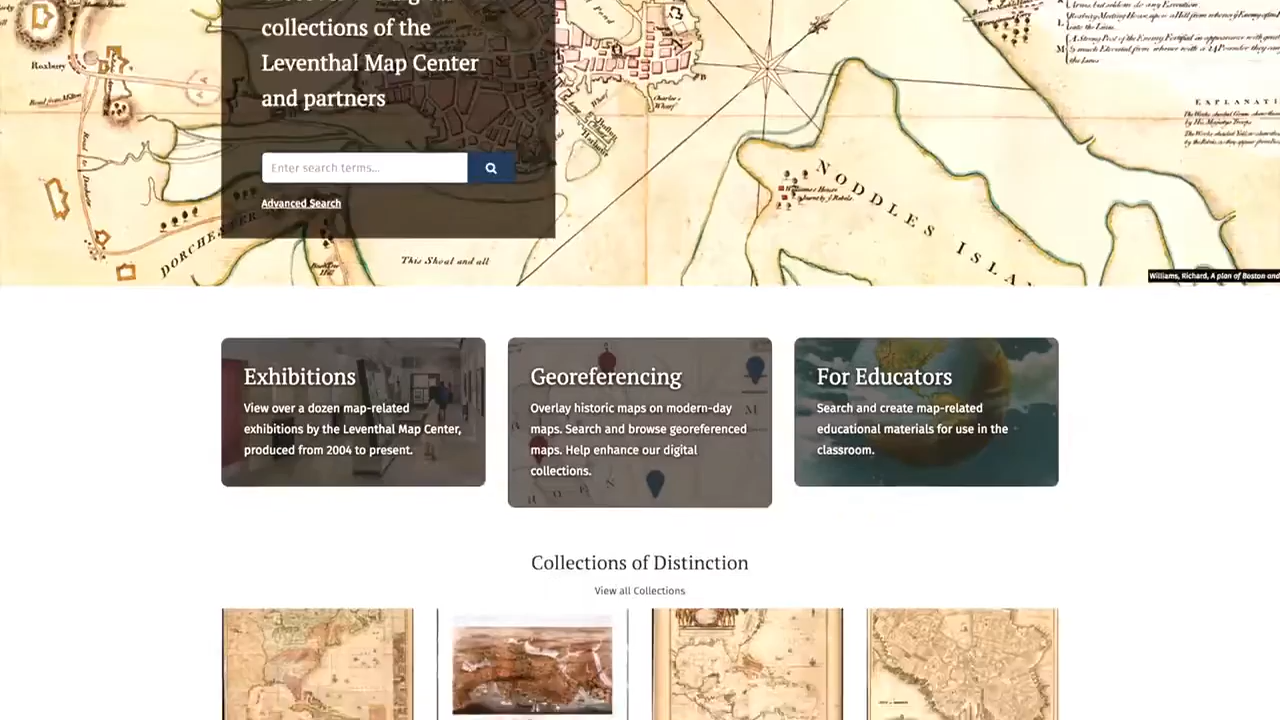 collections of the
Leventhal Map Center
and partners
Enter search terms...
Advanced Search
Roxbury
Charles's
Wharf
NODDLES ISLA
DORCHESTER
This Shoal and all
EXPLANATI
Williams, Richard, A plan of Boston and
Exhibitions
View over a dozen map-related
exhibitions by the Leventhal Map Center,
produced from 2004 to present.
Georeferencing
Overlay historic maps on modern-day
maps. Search and browse georeferenced
maps. Help enhance our digital
collections.
For Educators
Search and create map-related
educational materials for use in the
classroom.
Collections of Distinction
View all Collections